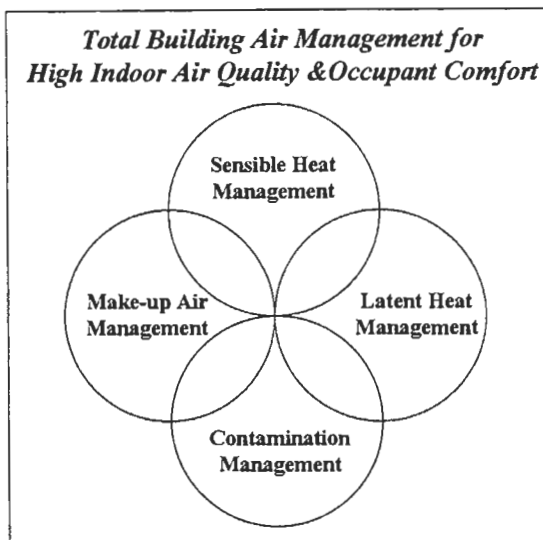 Total Building Air Management for
High Indoor Air Quality &Occupant Comfort
Sensible Heat
Management
Make-up Air
Management
Latent Heat
Management
Contamination
Management